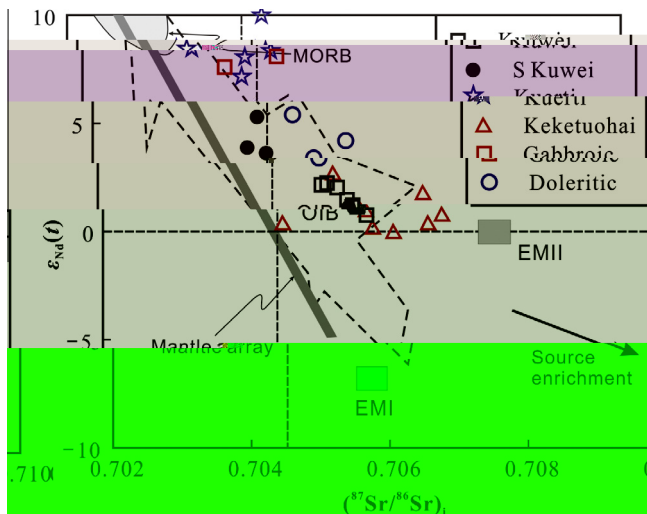 10
MORB
S Kuwei
5
Keketuohai
Gabbroic
Doleritic
OIB
εNd(t)
0
EMII
−5
Mantle array
Source
enrichment
EMI
−10
0.702
0.704
0.706
0.708
(⁸⁷Sr/⁸⁶Sr)ᵢ